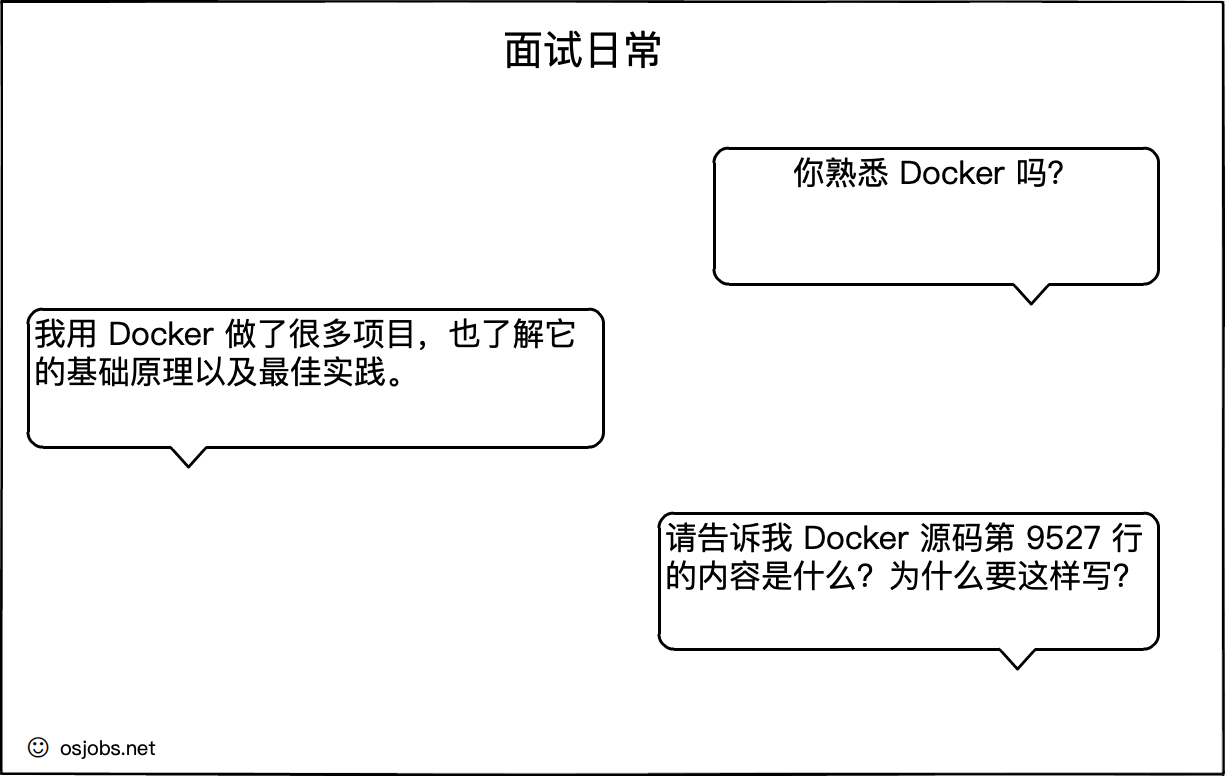 面试日常
你熟悉 Docker 吗？
我用 Docker 做了很多项目，也了解它
的基础原理以及最佳实践。
请告诉我 Docker 源码第 9527 行
的内容是什么？为什么要这样写？
osjobs.net